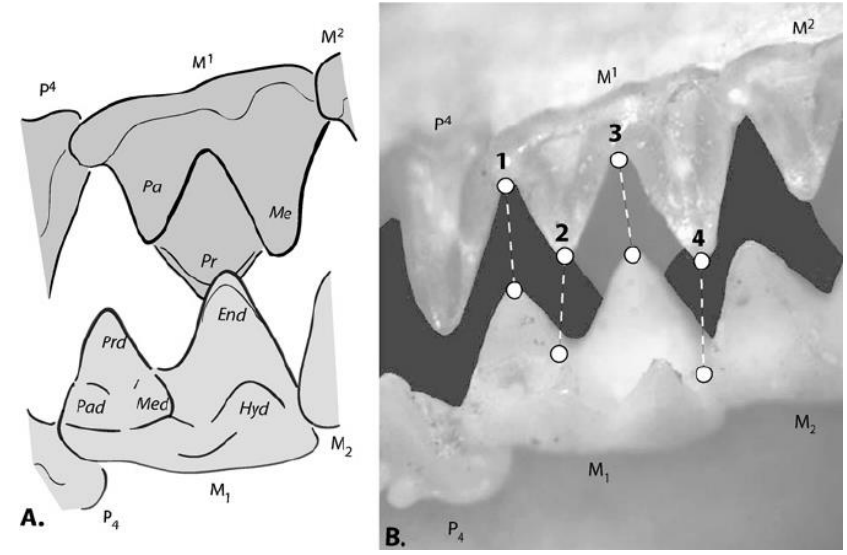 P⁴
M¹
M²
Pa
Me
Pr
Prd
End
Pad
Med
Hyd
M₂
M₁
P₄
A.
M²
M¹
P⁴
3
1
2
4
M₂
M₁
P₄
B.